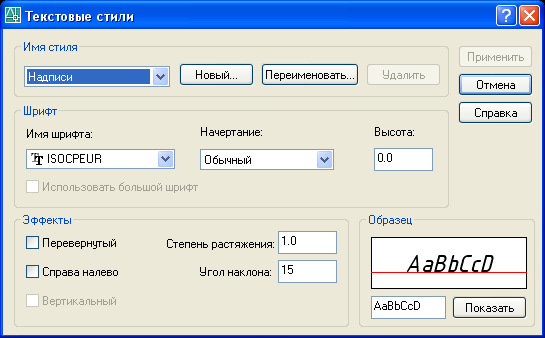 Текстовые стили
Имя стиля
Надписи
Новый...
Переименовать...
Удалить
Применить
Отмена
Справка
Шрифт
Имя шрифта:
Начертание:
Высота:
ISOCPEUR
Обычный
0.0
Использовать большой шрифт
Эффекты
Перевернутый
Степень растяжения:
1.0
Справа налево
Угол наклона:
15
Вертикальный
Образец
AaBbCcD
AaBbCcD
Показать